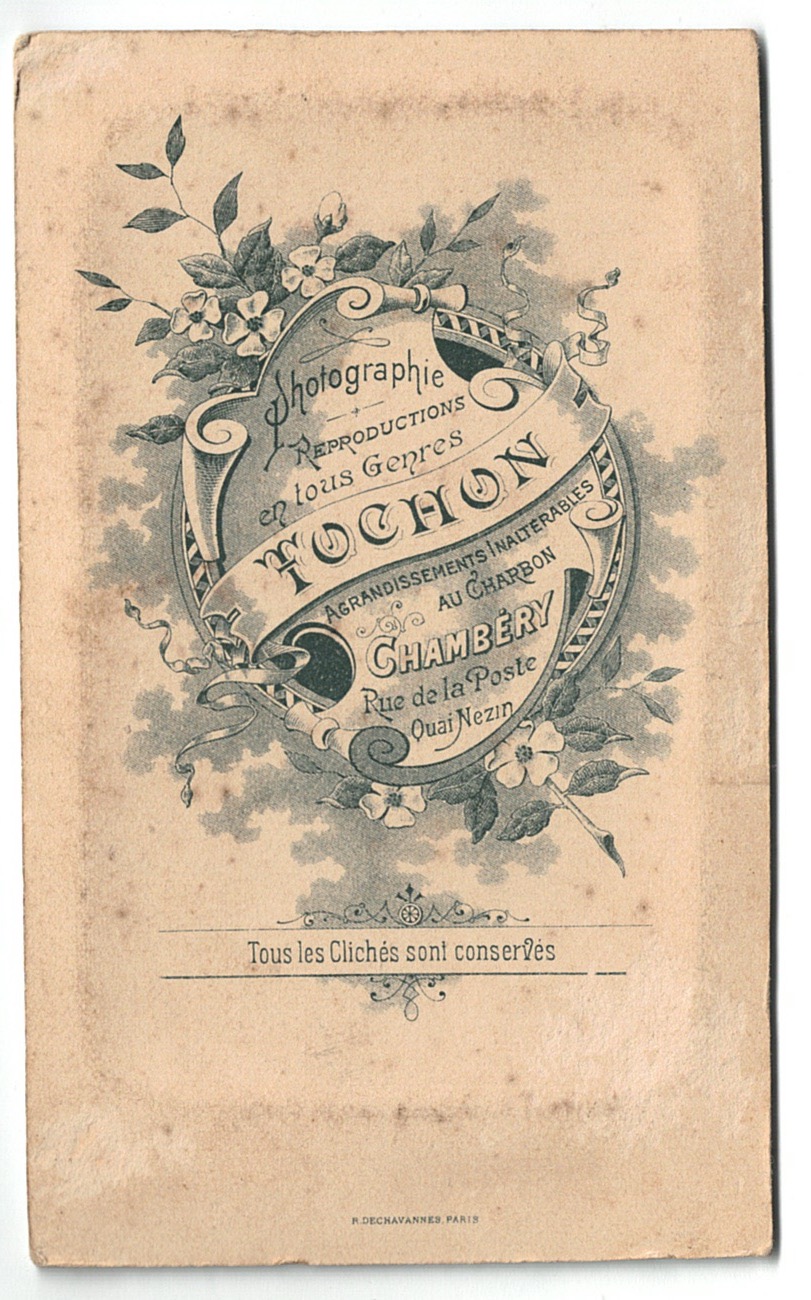 Photographie
REPRODUCTIONS
en tous Genres
TOCHON
AGRANDISSEMENTS INALTÉRABLES
AU CHARBON
CHAMBÉRY
Rue de la Poste
Quai Nezin
Tous les Clichés sont conservés
R. DECHAVANNES. PARIS